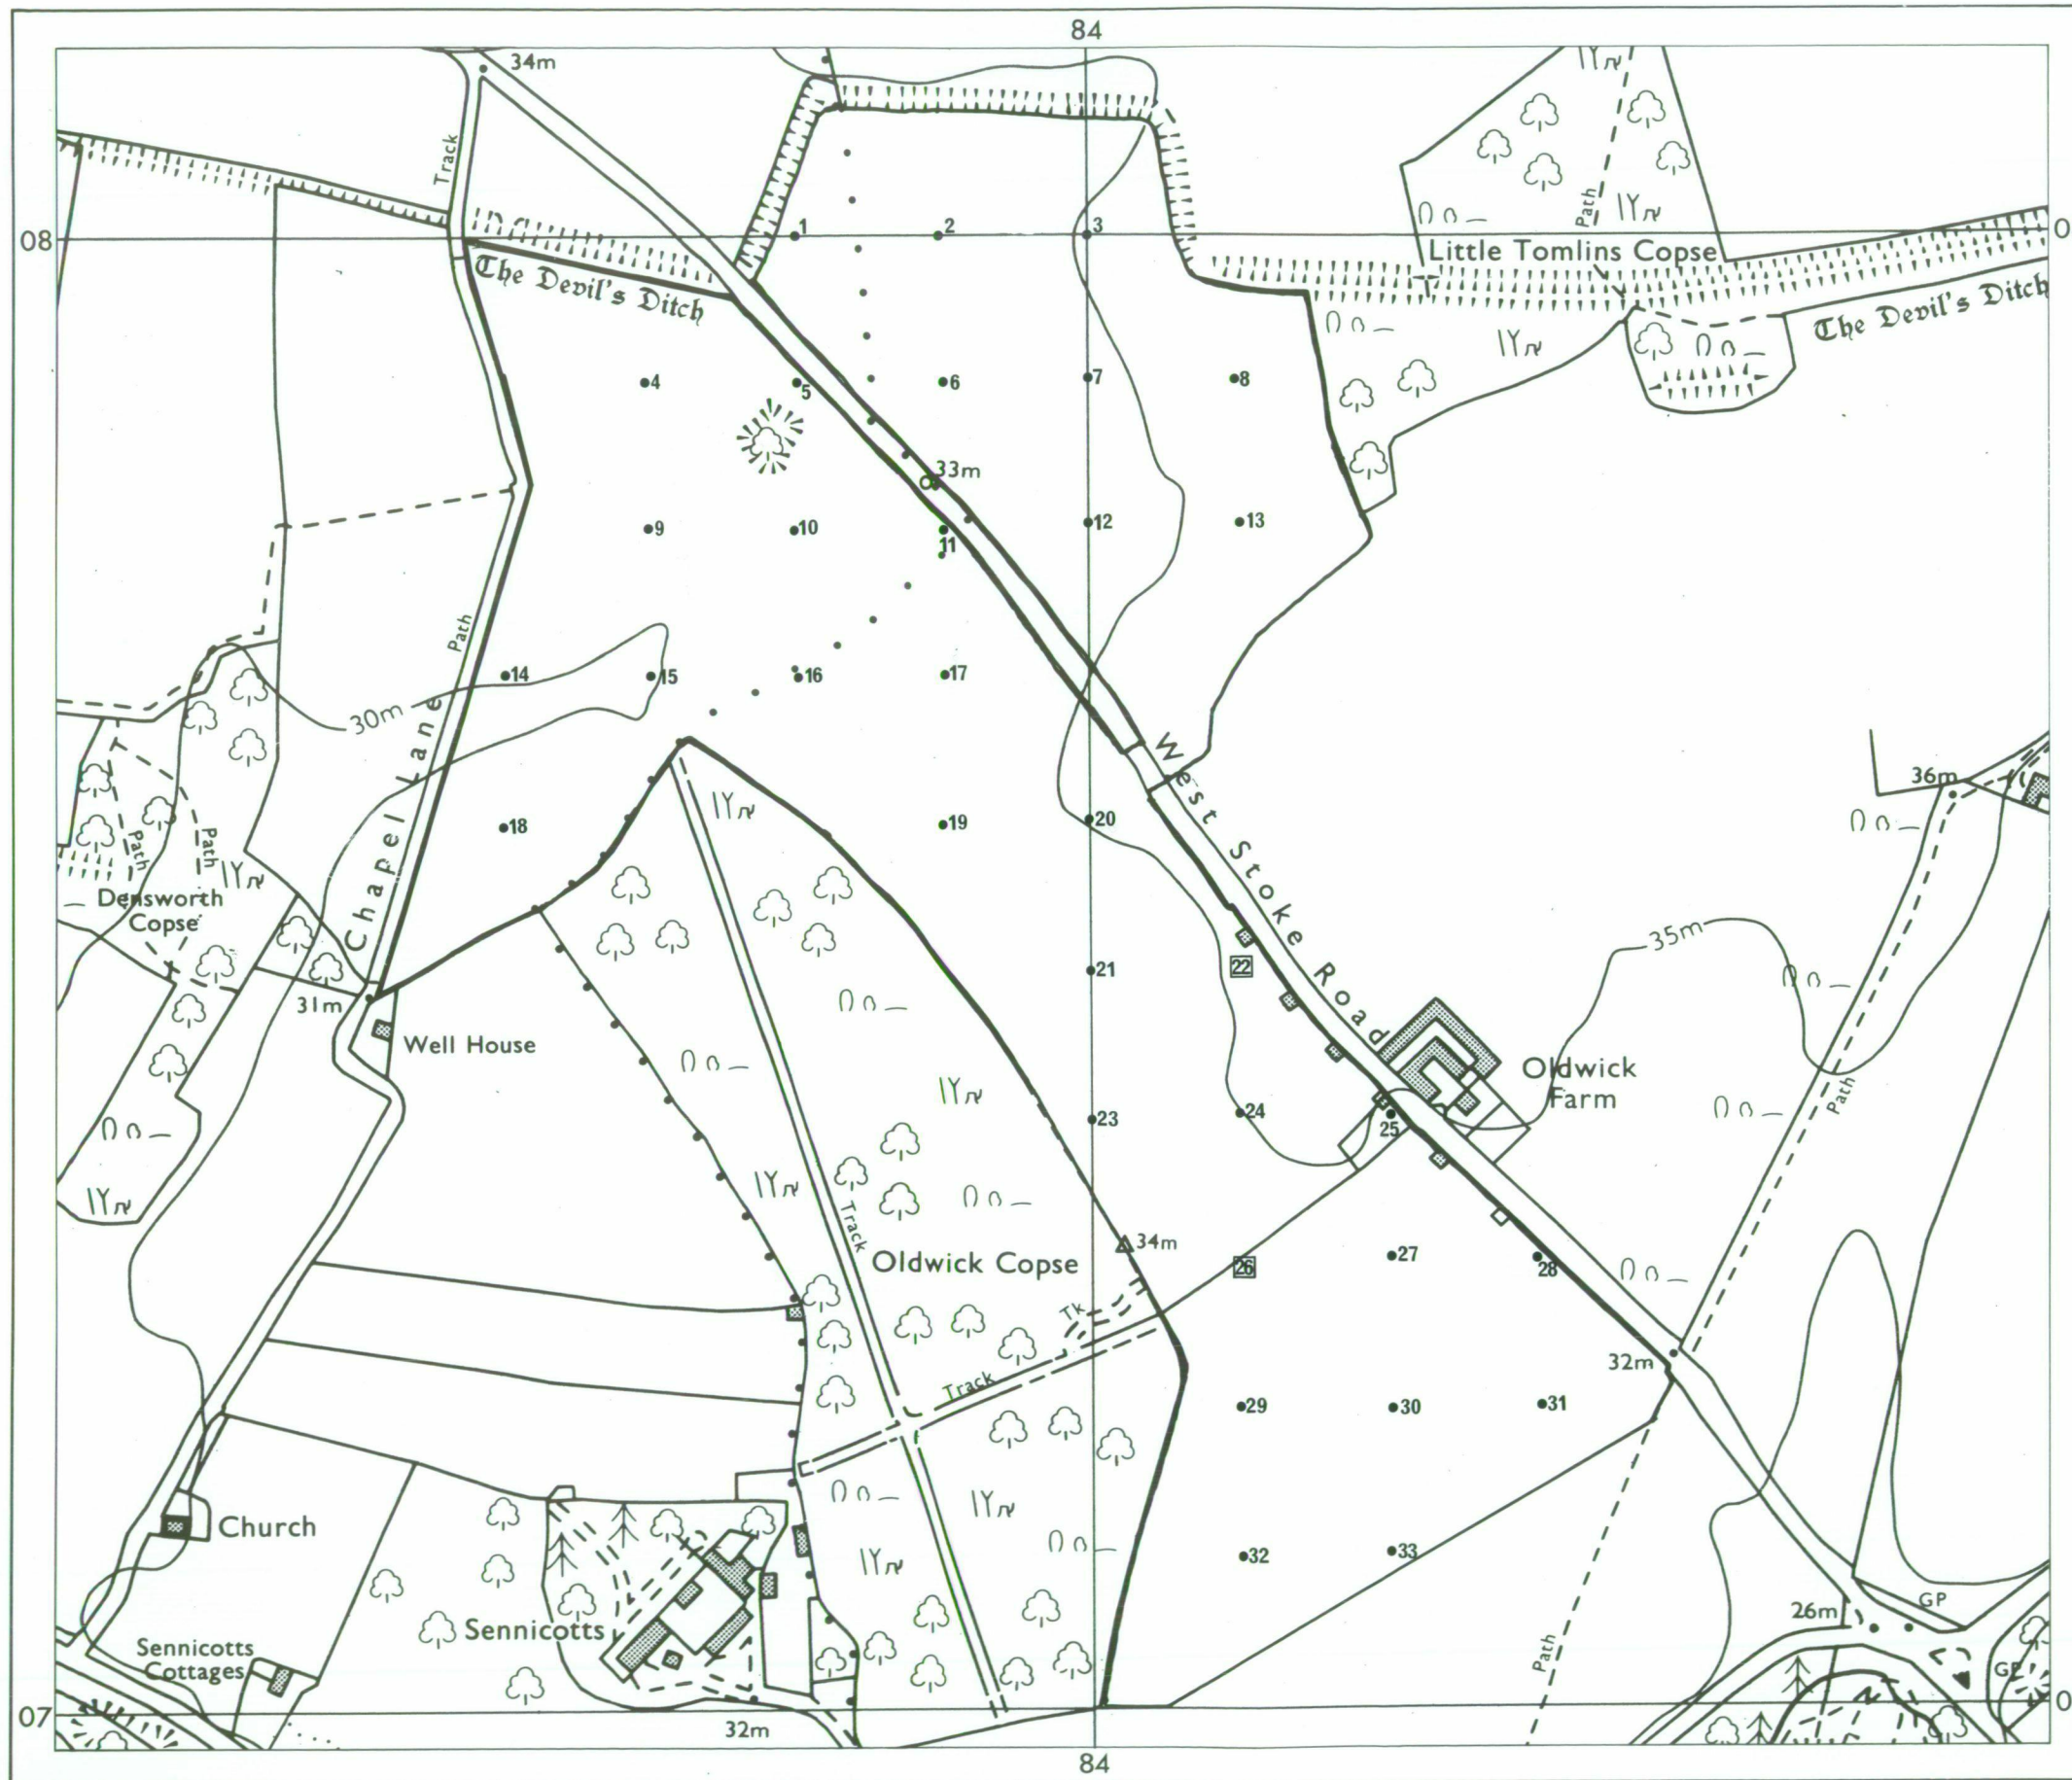 84
34m
Track
08
1
2
3
Path
Little Tomlins Copse
0
The Devil's Ditch
The Devil's Ditch
4
5
6
7
8
33m
9
10
11
12
13
Path
14
15
16
17
30m
Chapel Lane
West Stoke Road
36m
18
19
20
Path
Path
Densworth
Copse
35m
21
22
31m
Well House
Oldwick
Farm
Path
23
24
25
Track
34m
Oldwick Copse
26
27
28
Tk
32m
Track
29
30
31
Church
32
33
Sennicotts
Sennicotts
Cottages
Path
26m
GP
GP
07
32m
0
84